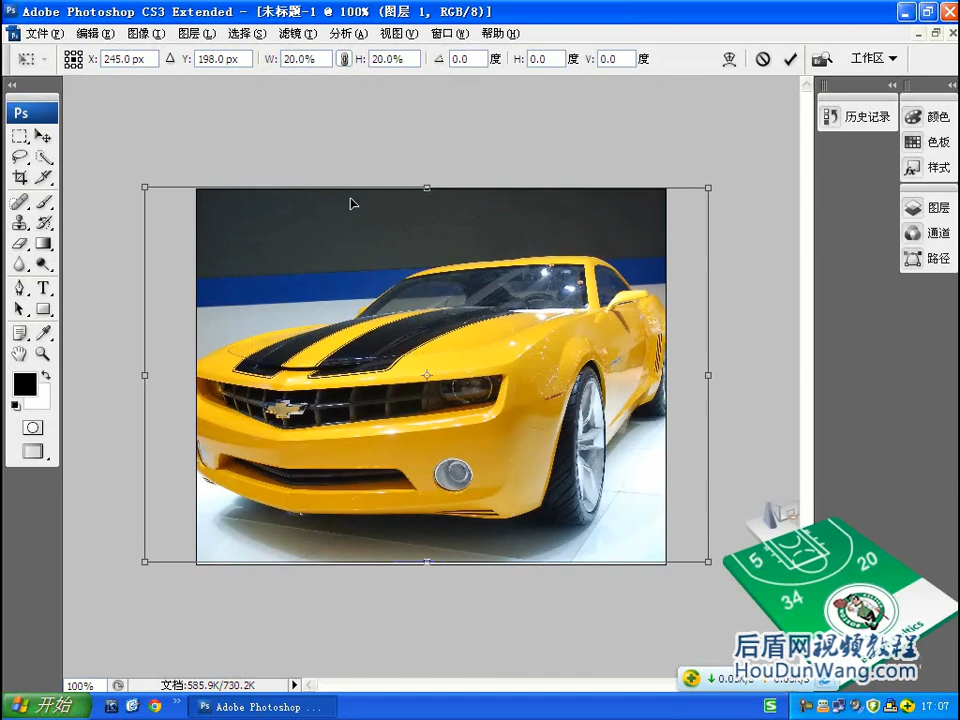 Adobe Photoshop CS3 Extended - [未标题-1 @ 100% (图层 1, RGB/8)]
文件(F) 编辑(E) 图像(I) 图层(L) 选择(S) 滤镜(T) 分析(A) 视图(V) 窗口(W) 帮助(H)
X: 245.0 px Y: 198.0 px W: 20.0% H: 20.0% 0.0 度 H: 0.0 度 V: 0.0 度 工作区
Ps
历史记录
颜色
色板
样式
图层
通道
路径
5
20
34
后盾网视频教程
HouDunWang.com
100% 文档:585.9K/730.2K
开始 Adobe Photoshop ... 17:07